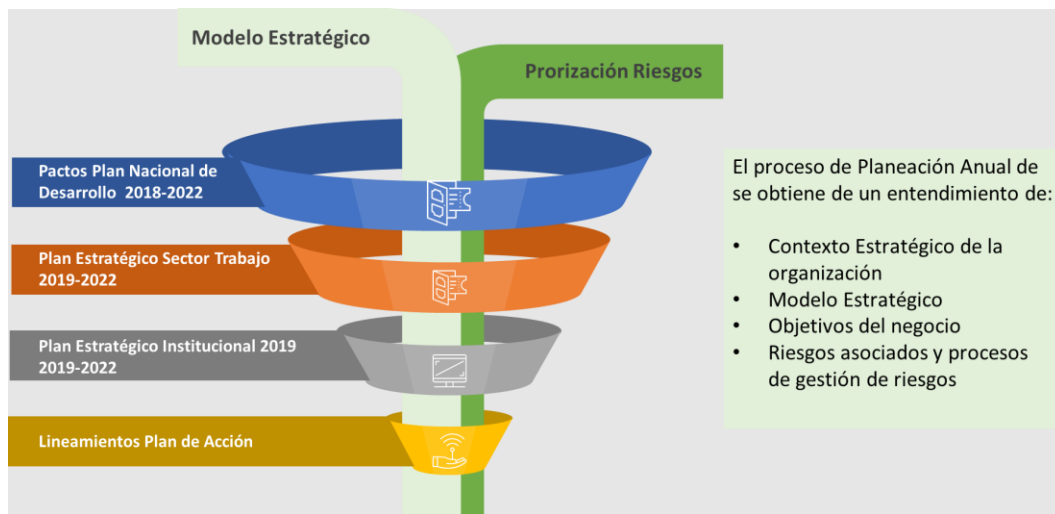 Modelo Estratégico
Prorización Riesgos
Pactos Plan Nacional de
Desarrollo 2018-2022
Plan Estratégico Sector Trabajo
2019-2022
Plan Estratégico Institucional 2019
2019-2022
Lineamientos Plan de Acción
El proceso de Planeación Anual de
se obtiene de un entendimiento de:
• Contexto Estratégico de la
organización
• Modelo Estratégico
• Objetivos del negocio
• Riesgos asociados y procesos
de gestión de riesgos